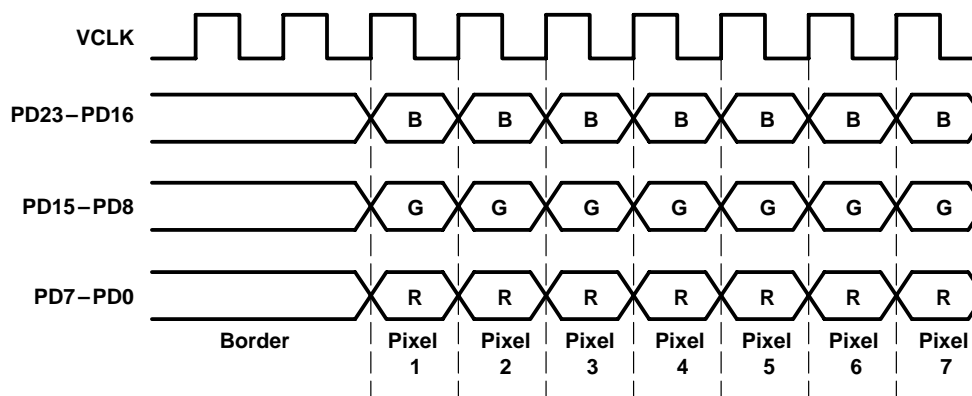 VCLK
PD23–PD16
B B B B B B B
PD15–PD8
G G G G G G G
PD7–PD0
R R R R R R R
Border Pixel Pixel Pixel Pixel Pixel Pixel Pixel
1 2 3 4 5 6 7